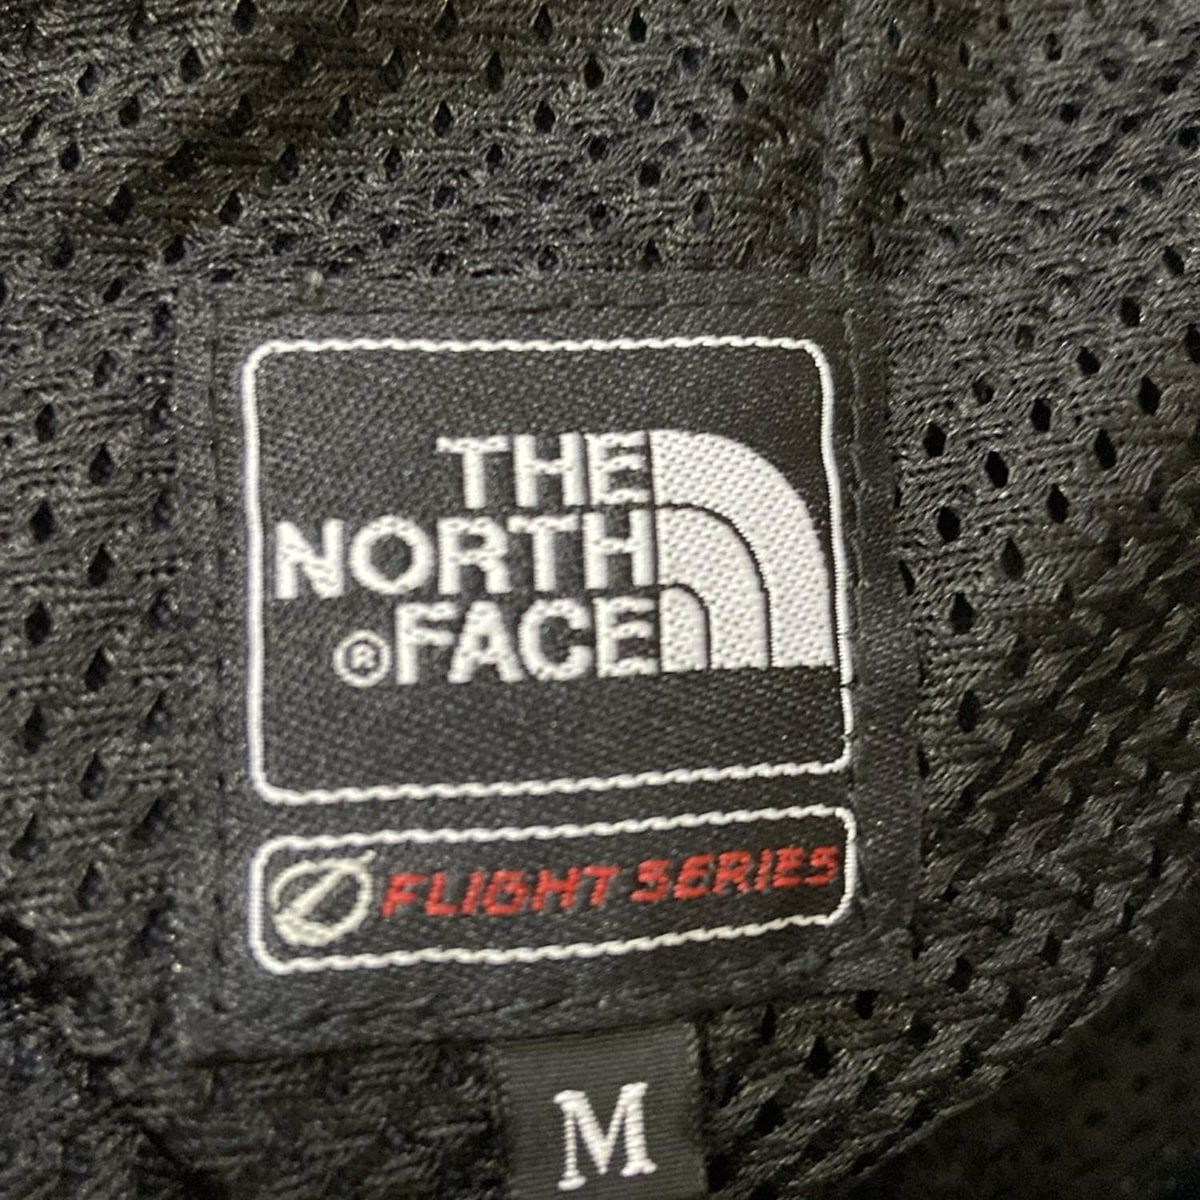 THE
NORTH
®FACE
FLIGHT SERIES
M